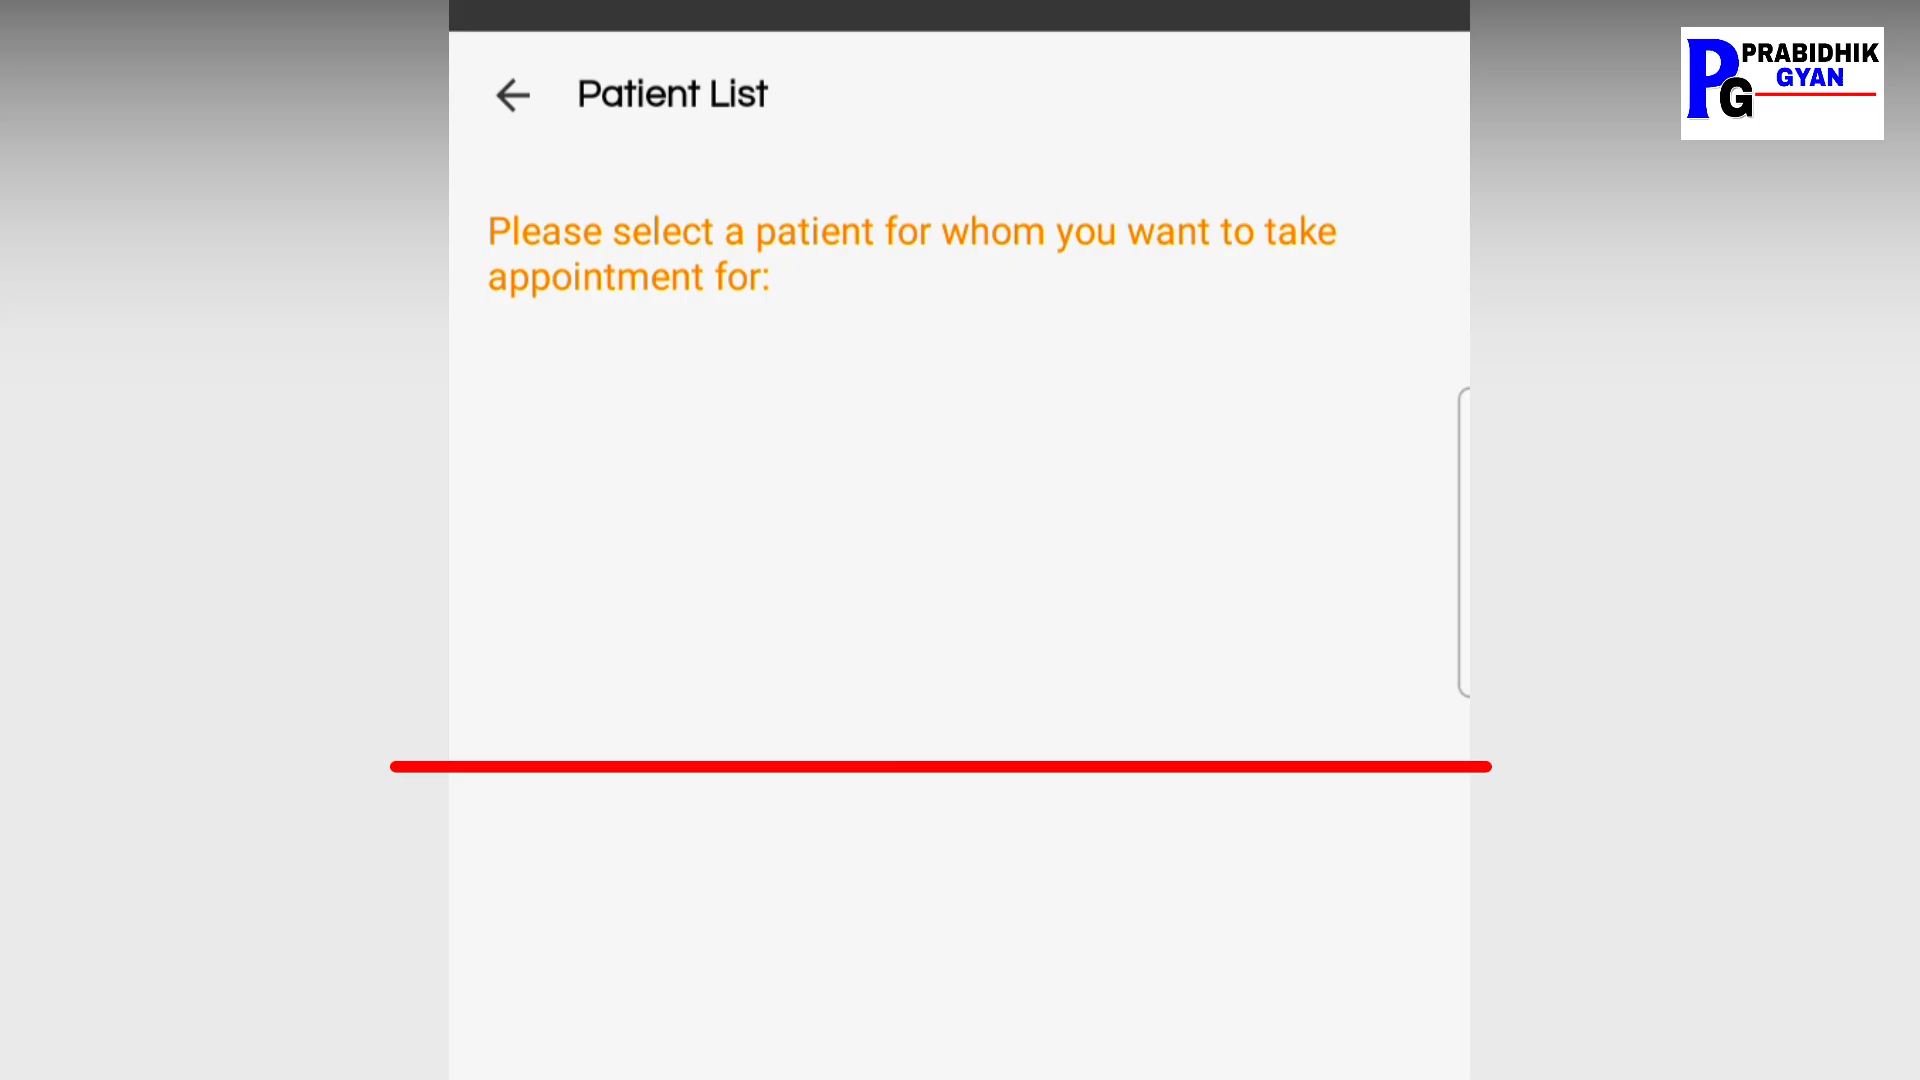 Patient List
PRABIDHIK
GYAN
PG
Please select a patient for whom you want to take
appointment for: